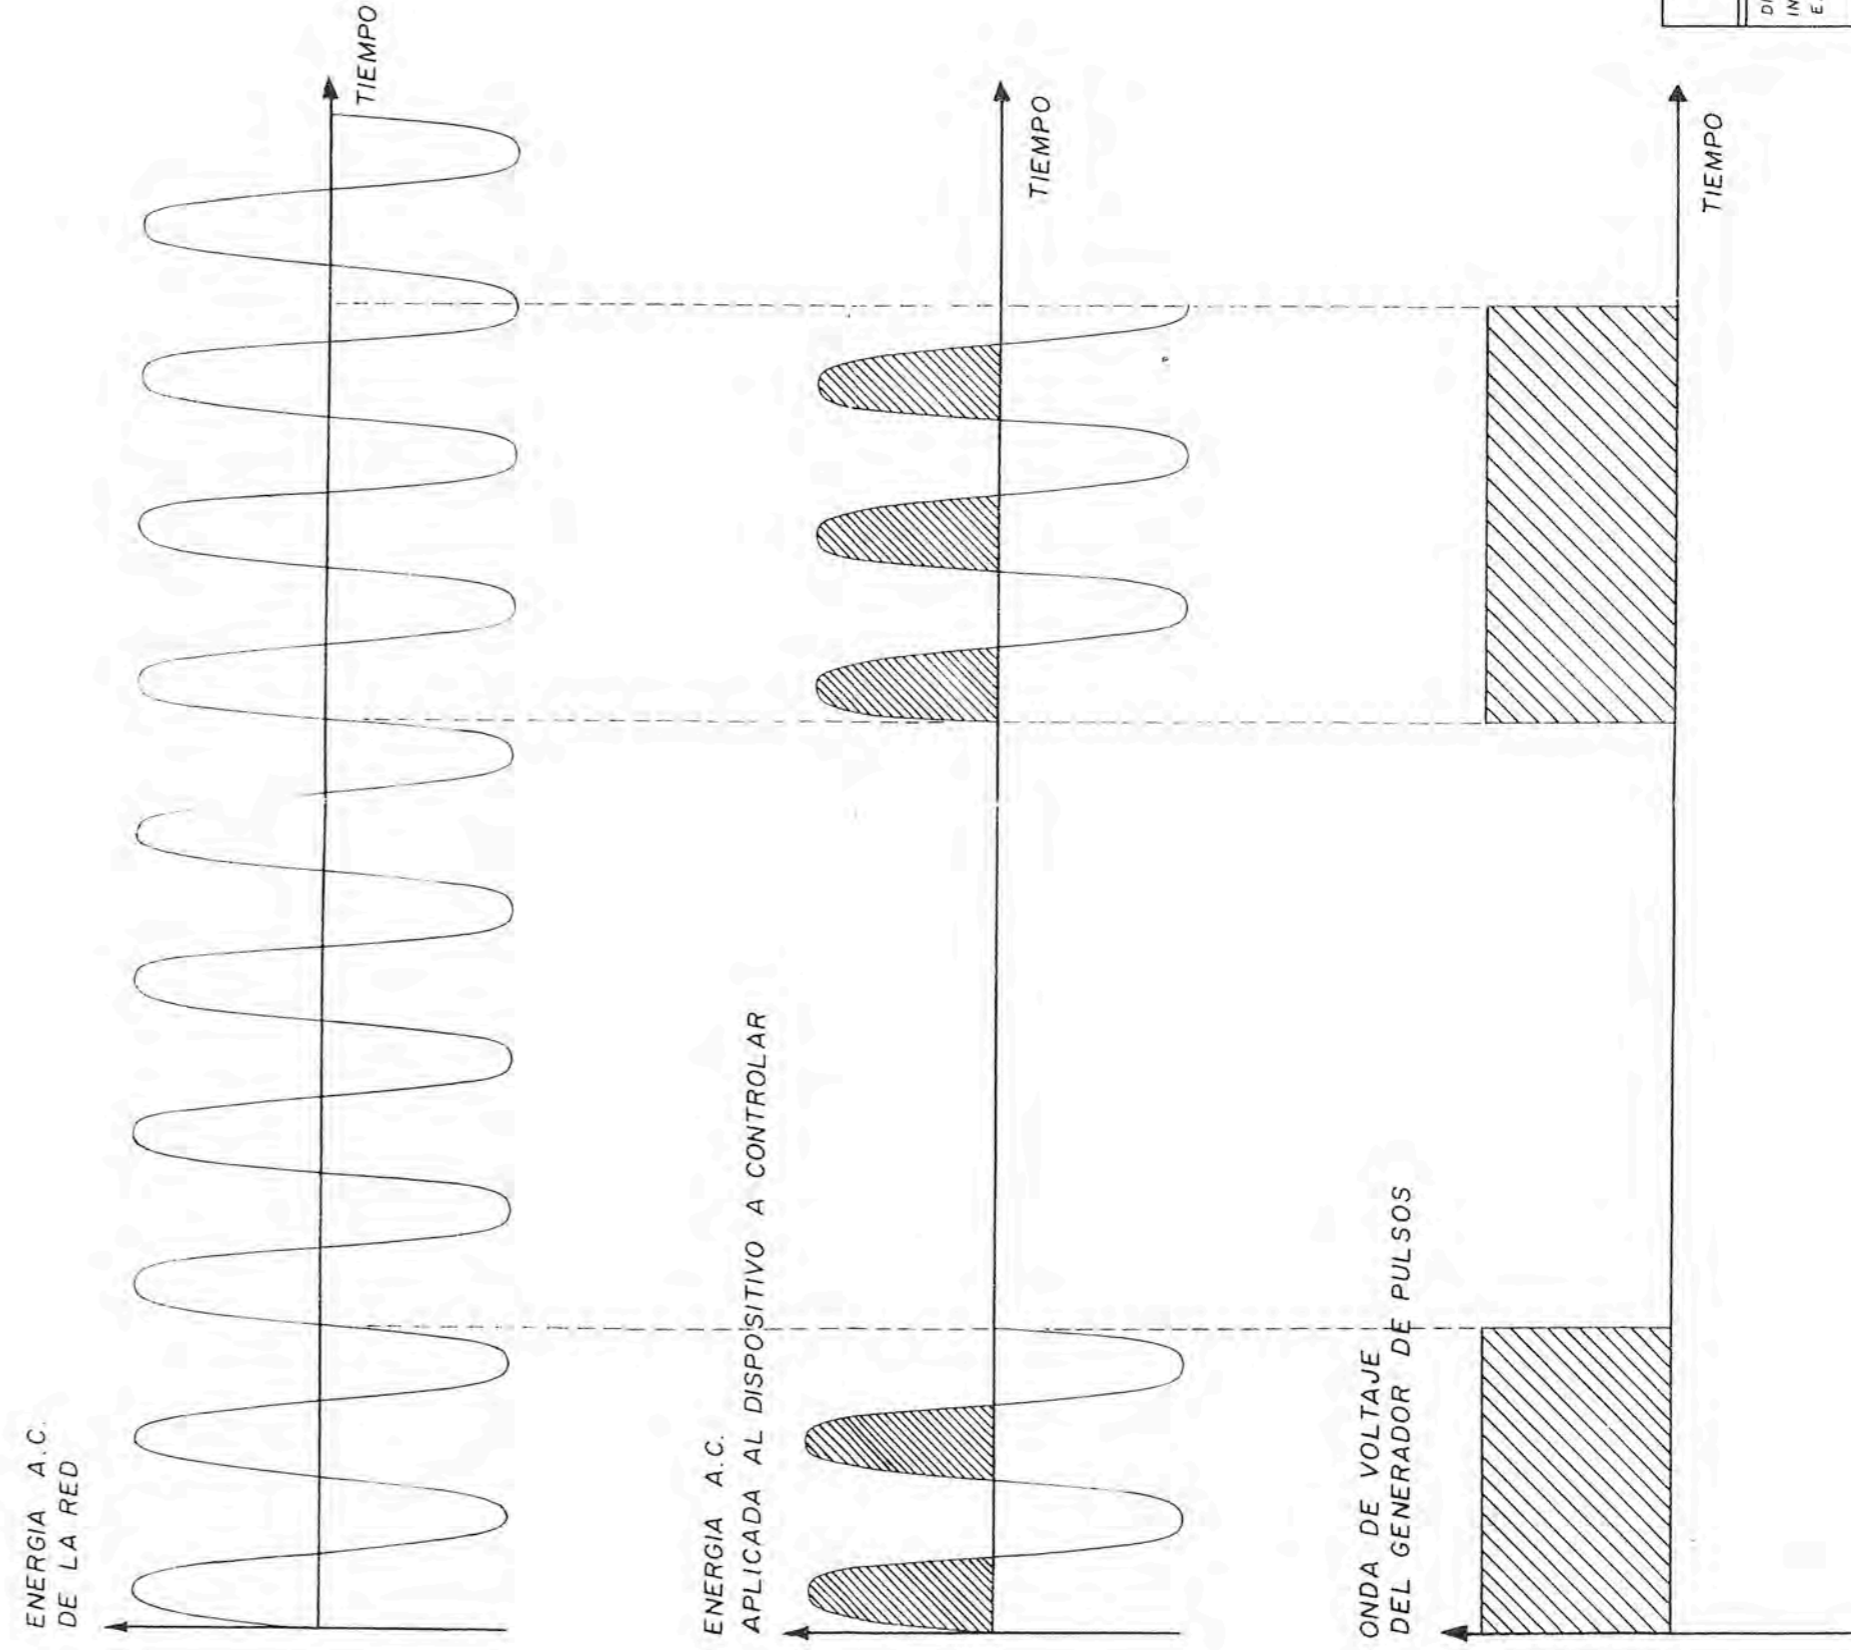 ENERGIA A.C.
DE LA RED
TIEMPO
ENERGIA A.C.
APLICADA AL DISPOSITIVO A CONTROLAR
TIEMPO
ONDA DE VOLTAJE
DEL GENERADOR DE PULSOS
TIEMPO